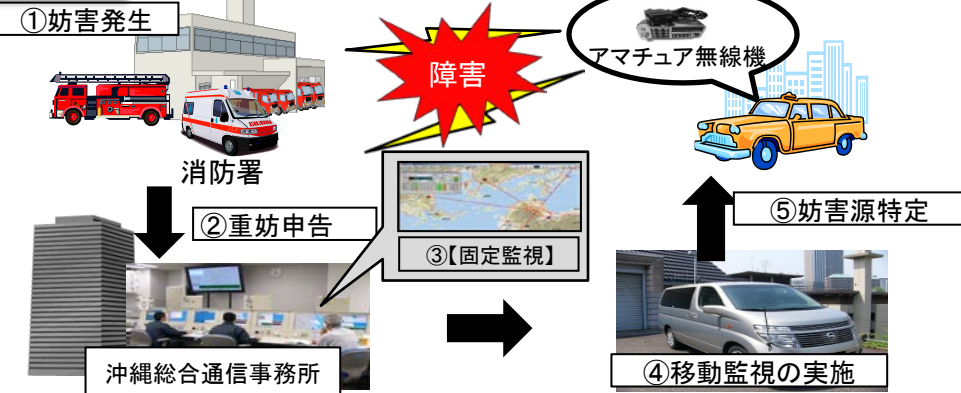 ①妨害発生
障害
アマチュア無線機
消防署
②重妨申告
③【固定監視】
⑤妨害源特定
沖縄総合通信事務所
④移動監視の実施